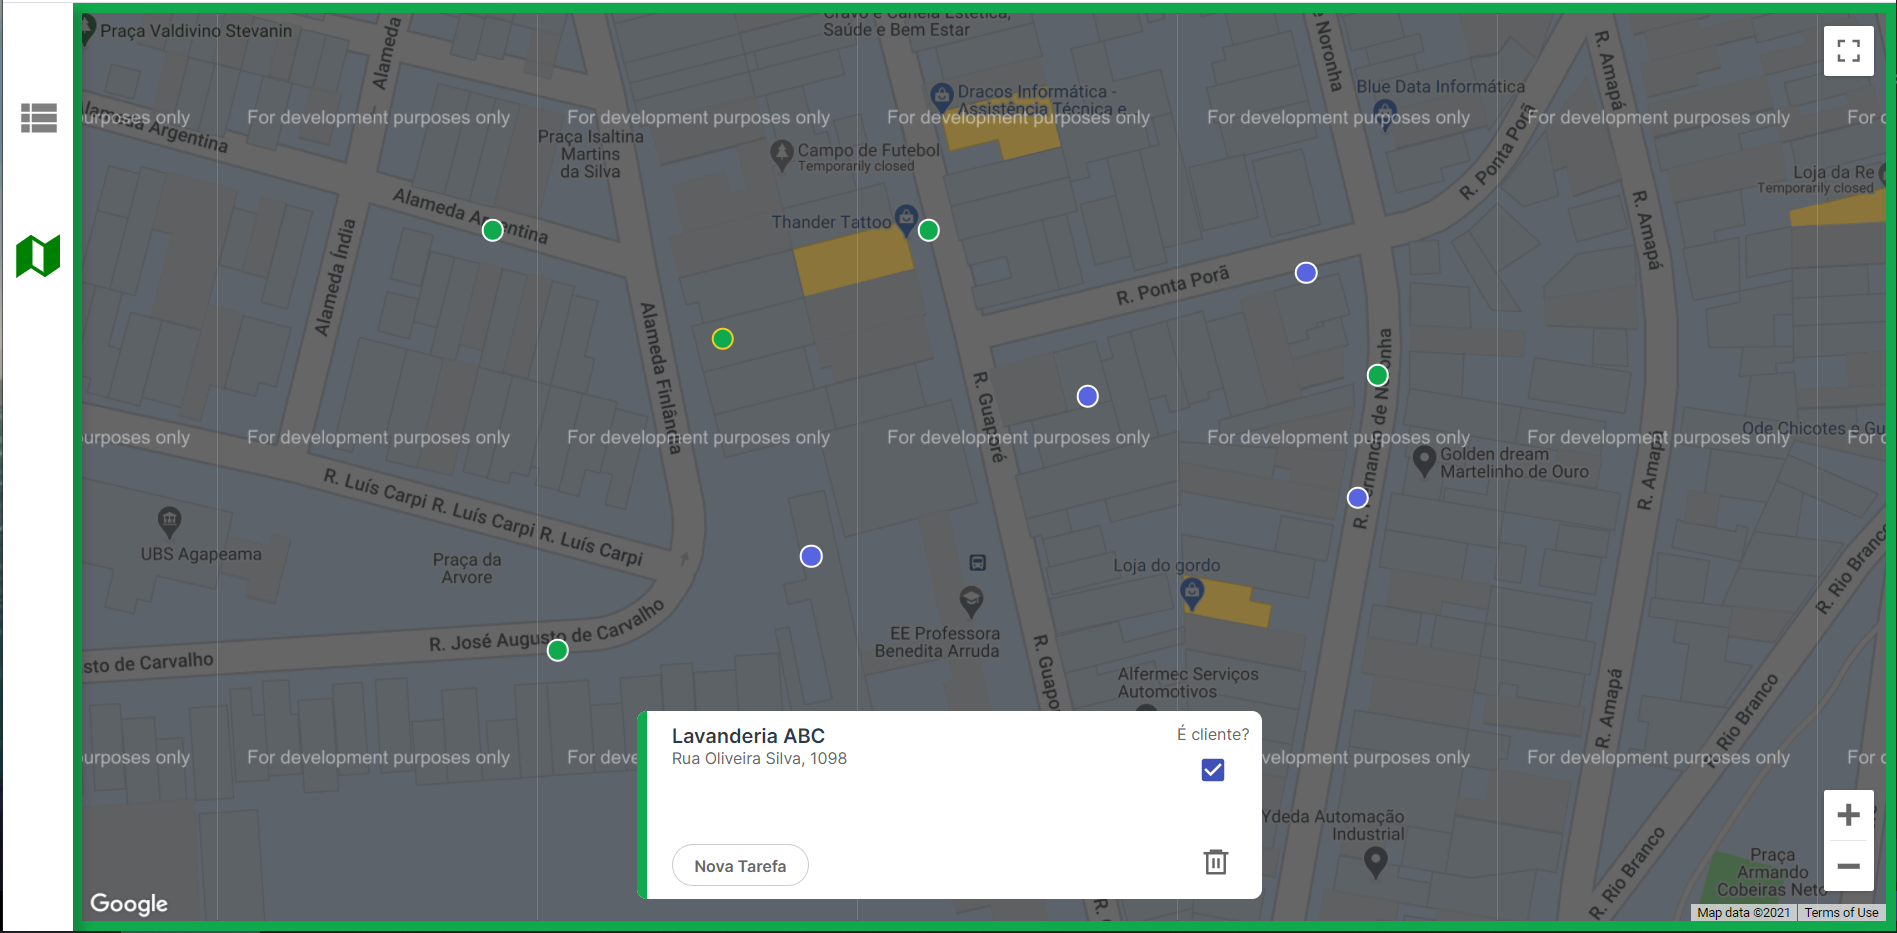 Cravo e Canela Estética,
Saúde e Bem Estar
Praça Valdivino Stevanin
Alameda
Noronha
R. Amapá
Dracos Informática -
Assistência Técnica e
Blue Data Informática
urposes only
For development purposes only
For development purposes only
For development purposes only
For development purposes only
For development purposes only
For
Argentina
Praça Isaltina
Martins
da Silva
Campo de Futebol
Temporarily closed
R. Ponta Porã
Loja da Re
Temporarily closed
Alameda Argentina
Thander Tattoo
R. Amapá
Alameda Índia
R. Ponta Porã
Alameda Finlândia
R. Guaporé
R. Fernando de Noronha
Ode Chicotes e Gu
urposes only
For development purposes only
For development purposes only
For development purposes only
For development purposes only
For development purposes only
For
Golden dream
Martelinho de Ouro
R. Amapá
R. Luís Carpi R. Luís Carpi R. Luís Carpi
UBS Agapeama
Praça da
Arvore
Loja do gordo
R. Rio Branco
EE Professora
Benedita Arruda
R. José Augusto de Carvalho
sto de Carvalho
R. Guapor
Alfermec Serviços
Automotivos
R. Amapá
R. Rio Branco
urposes only
For development purposes only
For deve
velopment purposes only
For development purposes only
For
Lavanderia ABC
É cliente?
Rua Oliveira Silva, 1098
Nova Tarefa
Ydeda Automação
Industrial
R. Rio Branco
Praça
Armando
Cobeiras Neto
R. G
Google
Map data ©2021
Terms of Use